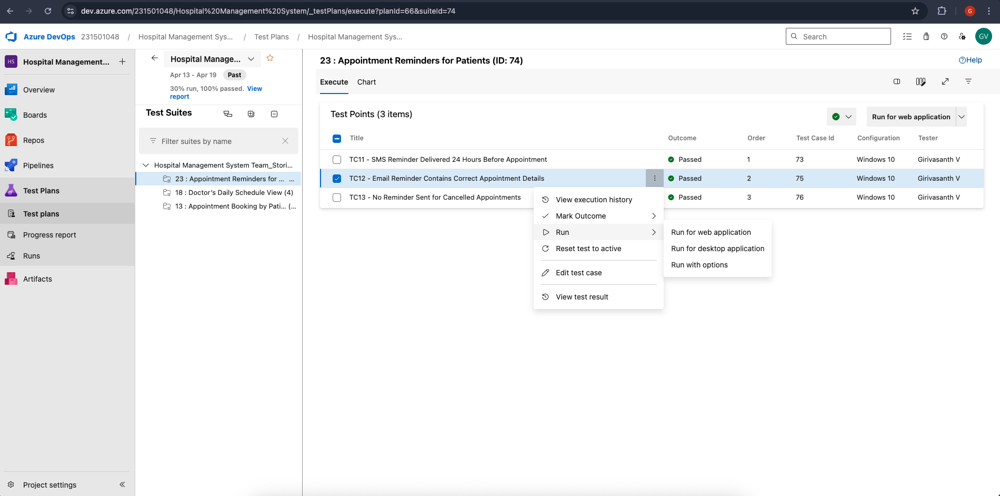 dev.azure.com/231501048/Hospital%20Management%20System/_testPlans/execute?planId=66&suiteId=74
G
Azure DevOps 231501048 / Hospital Management Sys... / Test Plans / Hospital Management Sys...
Search
GV
HS Hospital Management...
Overview
Boards
Repos
Pipelines
Test Plans
Test plans
Progress report
Runs
Artifacts
Project settings
Hospital Manage...
Apr 13 - Apr 19 Past
30% run, 100% passed. View
report
Test Suites
Filter suites by name
Hospital Management System Team_Stori...
23 : Appointment Reminders for ... ...
18 : Doctor's Daily Schedule View (4)
13 : Appointment Booking by Pati... (...
23 : Appointment Reminders for Patients (ID: 74)
Help
Execute Chart
Test Points (3 items)
Run for web application
Title Outcome Order Test Case Id Configuration Tester
TC11 - SMS Reminder Delivered 24 Hours Before Appointment Passed 1 73 Windows 10 Girivasanth V
TC12 - Email Reminder Contains Correct Appointment Details Passed 2 75 Windows 10 Girivasanth V
TC13 - No Reminder Sent for Cancelled Appointments Passed 3 76 Windows 10 Girivasanth V
View execution history
Mark Outcome
Run
Reset test to active
Edit test case
View test result
Run for web application
Run for desktop application
Run with options